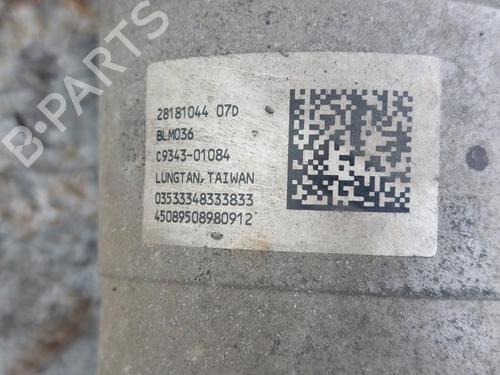 B-PARTS
28181044 07D
BLM036
C9343-01084
LUNGTAN, TAIWAN
03533348333833
45089508980912